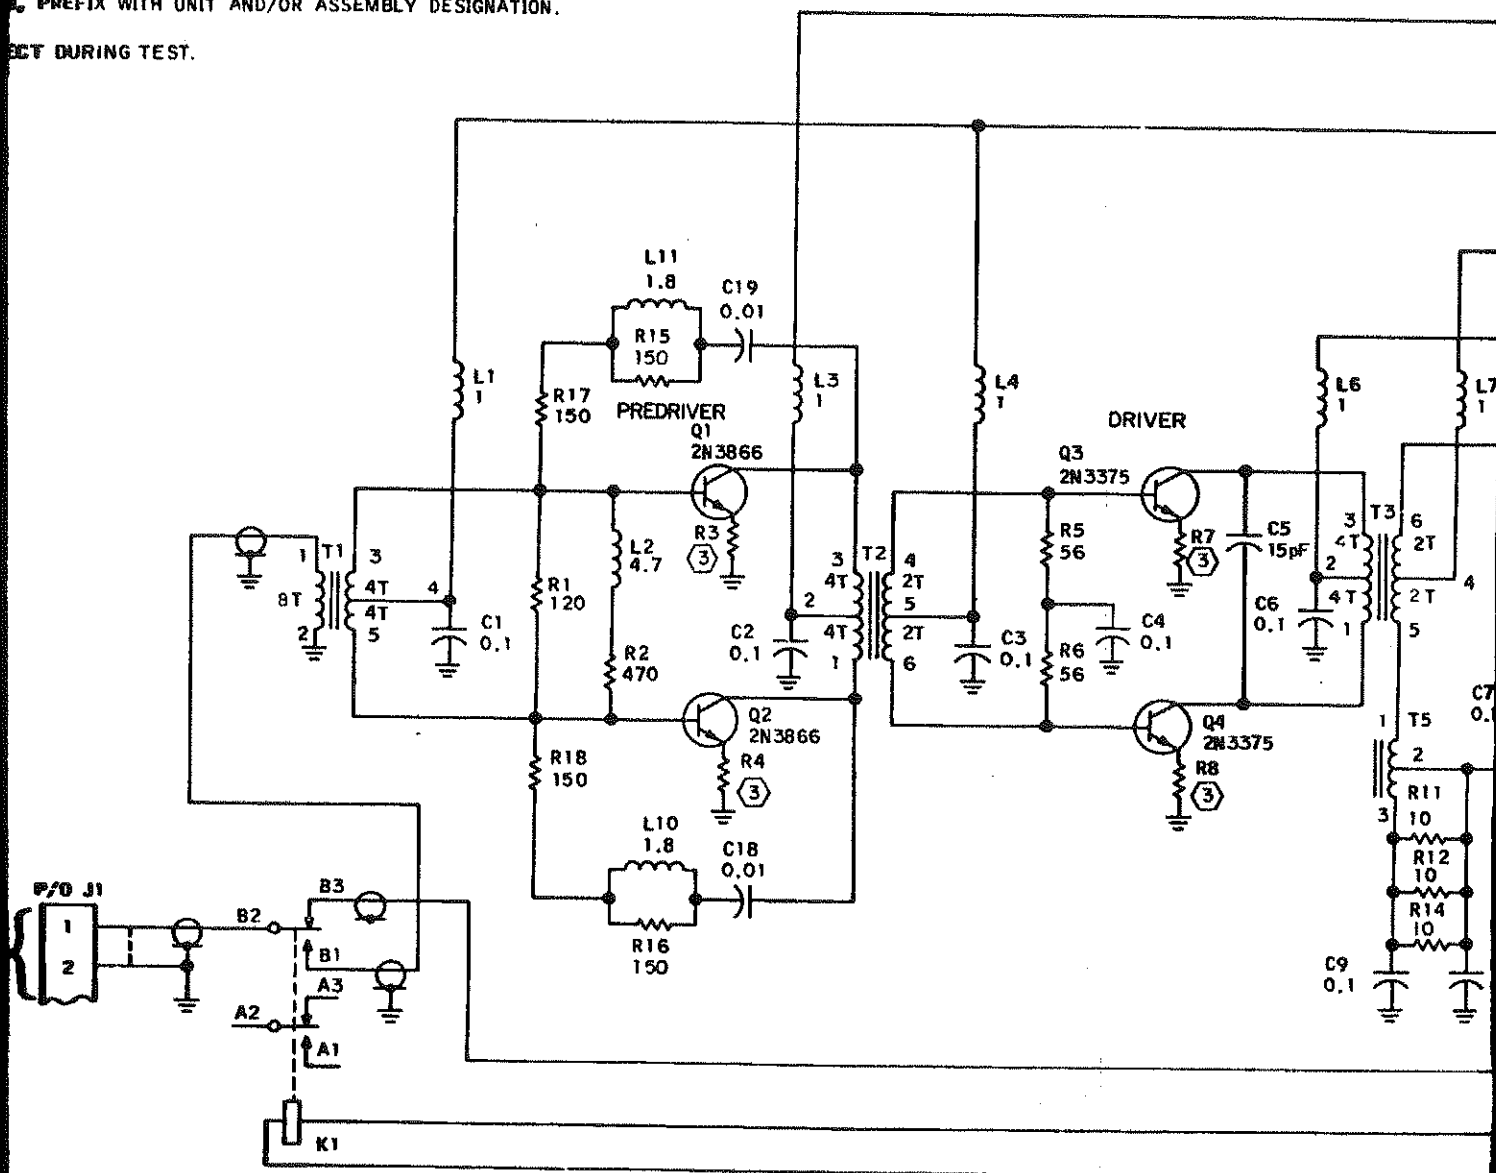 PREFIX WITH UNIT AND/OR ASSEMBLY DESIGNATION.
DURING TEST.
L11
1.8
C19
0.01
R15
150
L1
1
R17
150
PREDRIVER
Q1
2N3866
L3
1
L4
1
DRIVER
L6
1
L7
1
Q3
2N3375
R3
3
R5
56
R7
3
C5
15pF
3
T3
6
4T
2T
2
4
4T
2T
1
5
1
T1
3
8T
4T
4
4T
2
5
L2
4.7
R1
120
C1
0.1
3
T2
4
4T
2T
2
5
4T
2T
1
6
C2
0.1
C3
0.1
C4
0.1
R6
56
C6
0.1
R2
470
Q2
2N3866
R4
3
R18
150
Q4
2N3375
R8
3
1
T5
2
3
C7
R11
10
R12
10
R14
10
C9
0.1
L10
1.8
C18
0.01
R16
150
P/O J1
1
2
B2
B3
B1
A3
A2
A1
K1